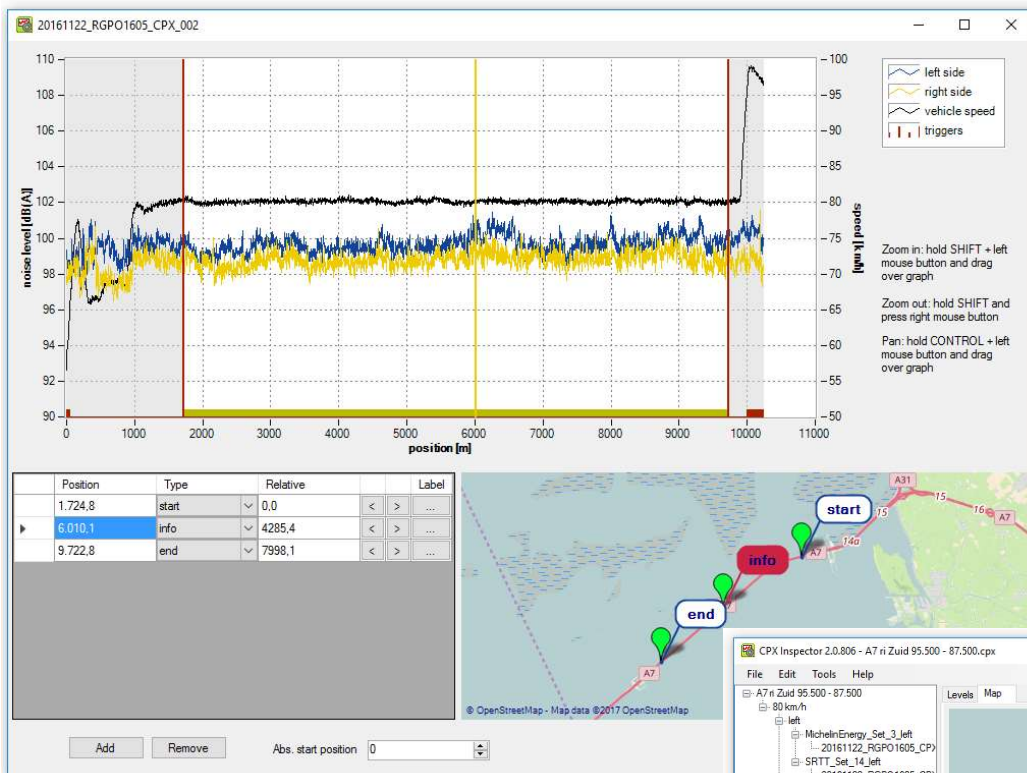 20161122_RGPO1605_CPX_002
110
108
106
104
102
100
98
96
94
92
90
noise level [dB(A)]
0 1000 2000 3000 4000 5000 6000 7000 8000 9000 10000 11000
position [m]
100
95
90
85
80
75
70
65
60
55
50
speed [km/h]
left side
right side
vehicle speed
triggers
Zoom in: hold SHIFT + left
mouse button and drag
over graph
Zoom out: hold SHIFT and
press right mouse button
Pan: hold CONTROL + left
mouse button and drag
over graph
Position Type Relative Label
1.724,8 start 0,0 < > ...
6.010,1 info 4285,4 < > ...
9.722,8 end 7998,1 < > ...
A31
15
15
16
A7
start
14a
A7
info
end
A7
© OpenStreetMap - Map data ©2017 OpenStreetMap
Add Remove Abs. start position 0
CPX Inspector 2.0.806 - A7 ri Zuid 95.500 - 87.500.cpx
File Edit Tools Help
A7 ri Zuid 95.500 - 87.500
80 km/h
left
MichelinEnergy_Set_3_left
20161122_RGPO1605_CPX
SRTT_Set_14_left
Levels Map